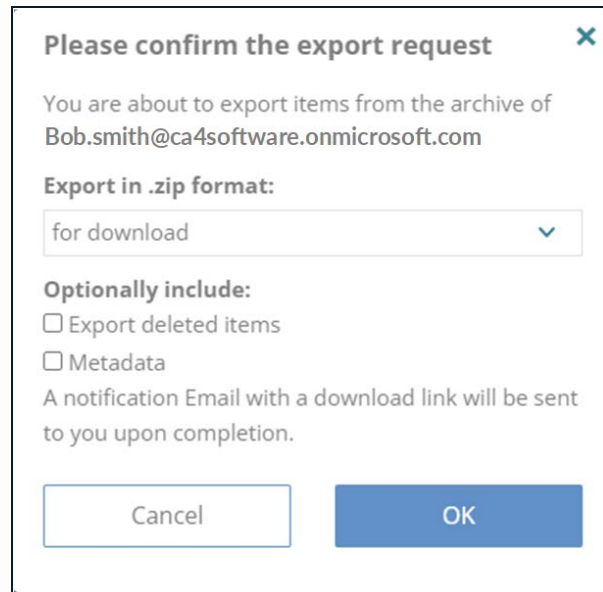 Please confirm the export request
You are about to export items from the archive of
Bob.smith@ca4software.onmicrosoft.com
Export in .zip format:
for download
Optionally include:
Export deleted items
Metadata
A notification Email with a download link will be sent
to you upon completion.
Cancel
OK